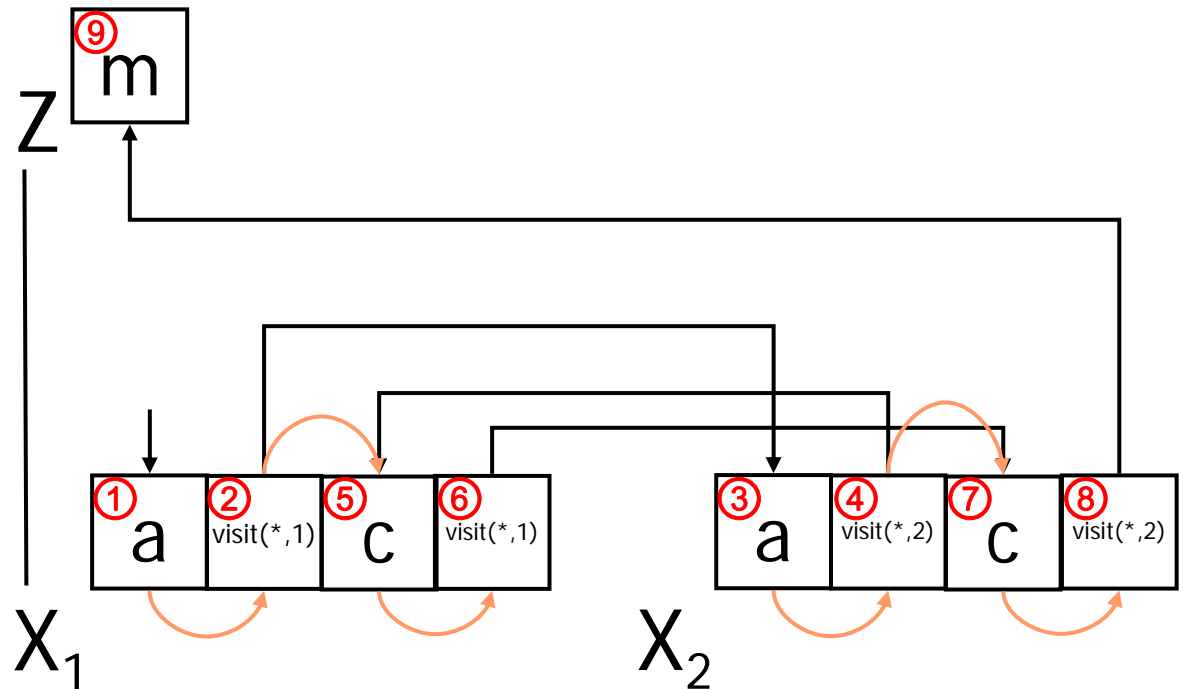 9
m
Z
1 2 5 6 3 4 7 8
a visit(*,1) c visit(*,1) a visit(*,2) c visit(*,2)
X1 X2